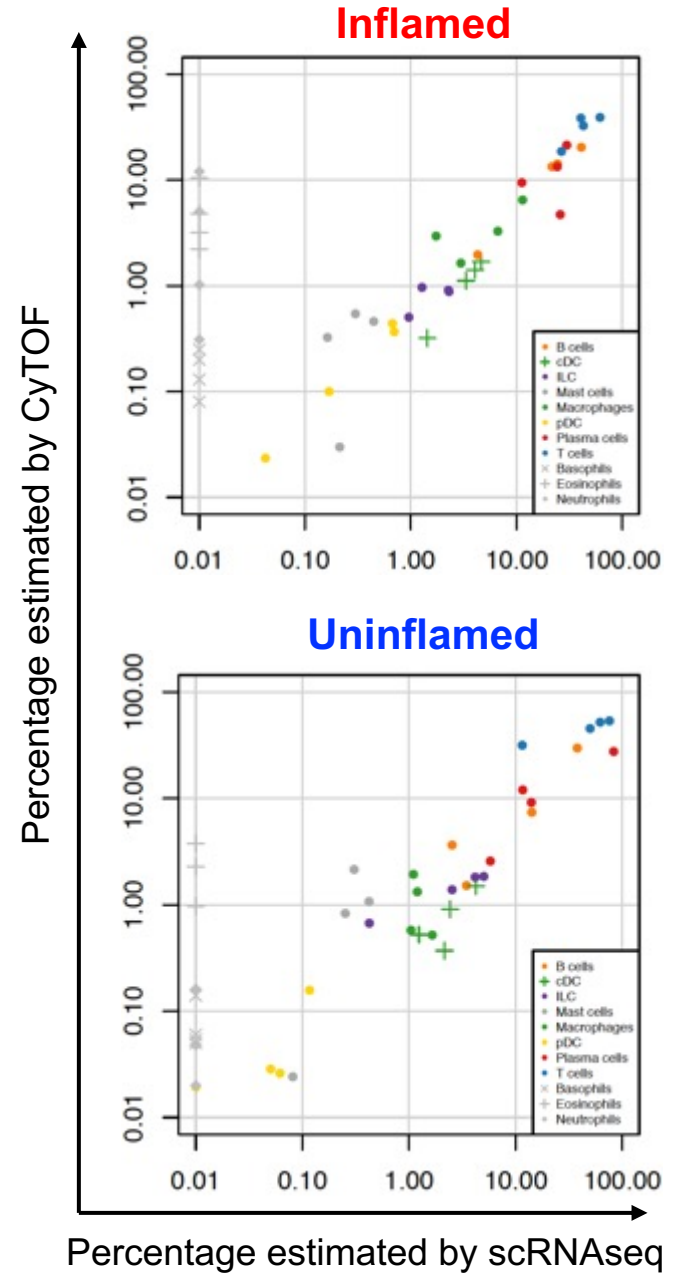 Inflamed
Percentage estimated by CyTOF
100.00
10.00
1.00
0.10
0.01
B cells
cDC
ILC
Mast cells
Macrophages
pDC
Plasma cells
T cells
Basophils
Eosinophils
Neutrophils
0.01 0.10 1.00 10.00 100.00
Uninflamed
100.00
10.00
1.00
0.10
0.01
B cells
cDC
ILC
Mast cells
Macrophages
pDC
Plasma cells
T cells
Basophils
Eosinophils
Neutrophils
0.01 0.10 1.00 10.00 100.00
Percentage estimated by scRNAseq